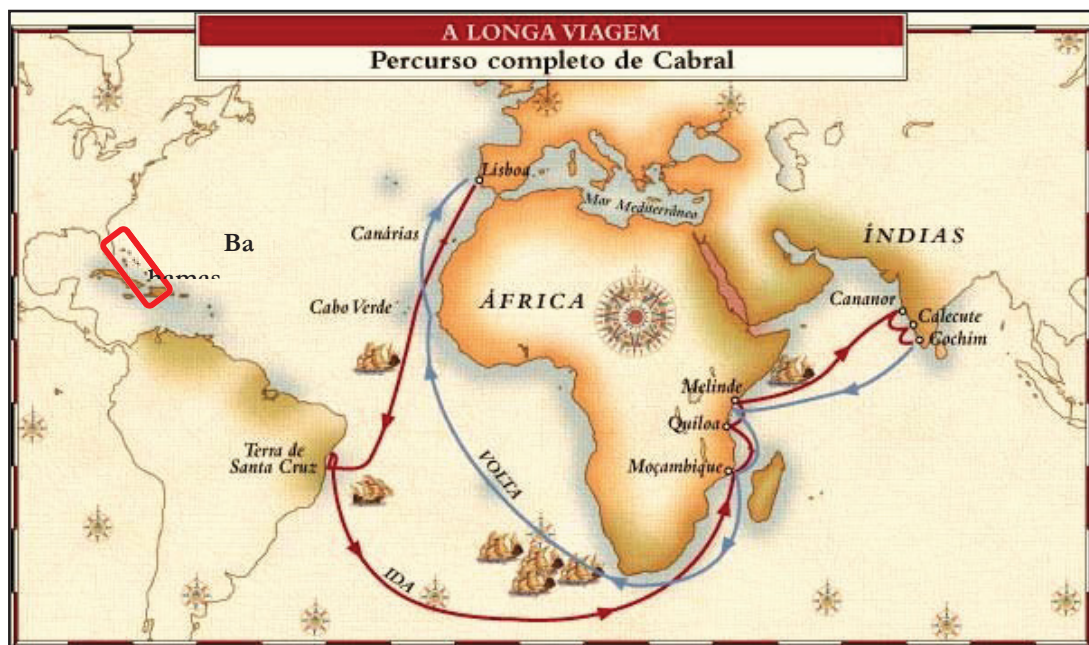 A LONGA VIAGEM
Percurso completo de Cabral
Lisboa
Mar Mediterrâneo
Canárias
Ba
hamas
ÍNDIAS
Cabo Verde
ÁFRICA
Cananor
Calecute
Cochim
Melinde
Quiloa
Terra de
Santa Cruz
Moçambique
VOLTA
IDA